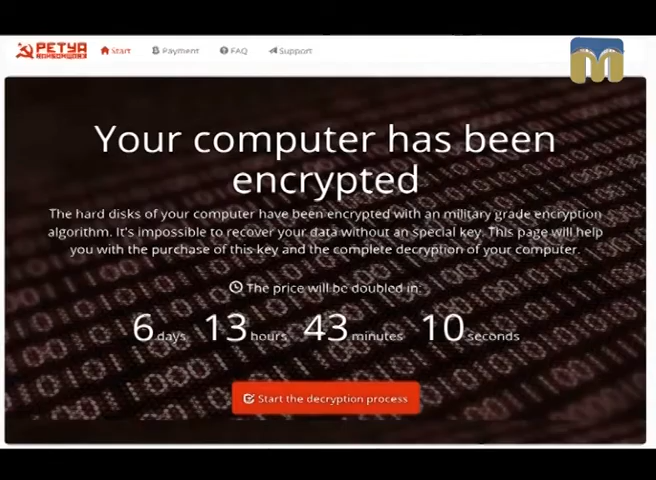 PETYA Start Payment FAQ Support
RANSOMWARE
M
Your computer has been
encrypted
The hard disks of your computer have been encrypted with an military grade encryption
algorithm. It's impossible to recover your data without an special key. This page will help
you with the purchase of this key and the complete decryption of your computer.
The price will be doubled in:
6 days 13 hours 43 minutes 10 seconds
Start the decryption process